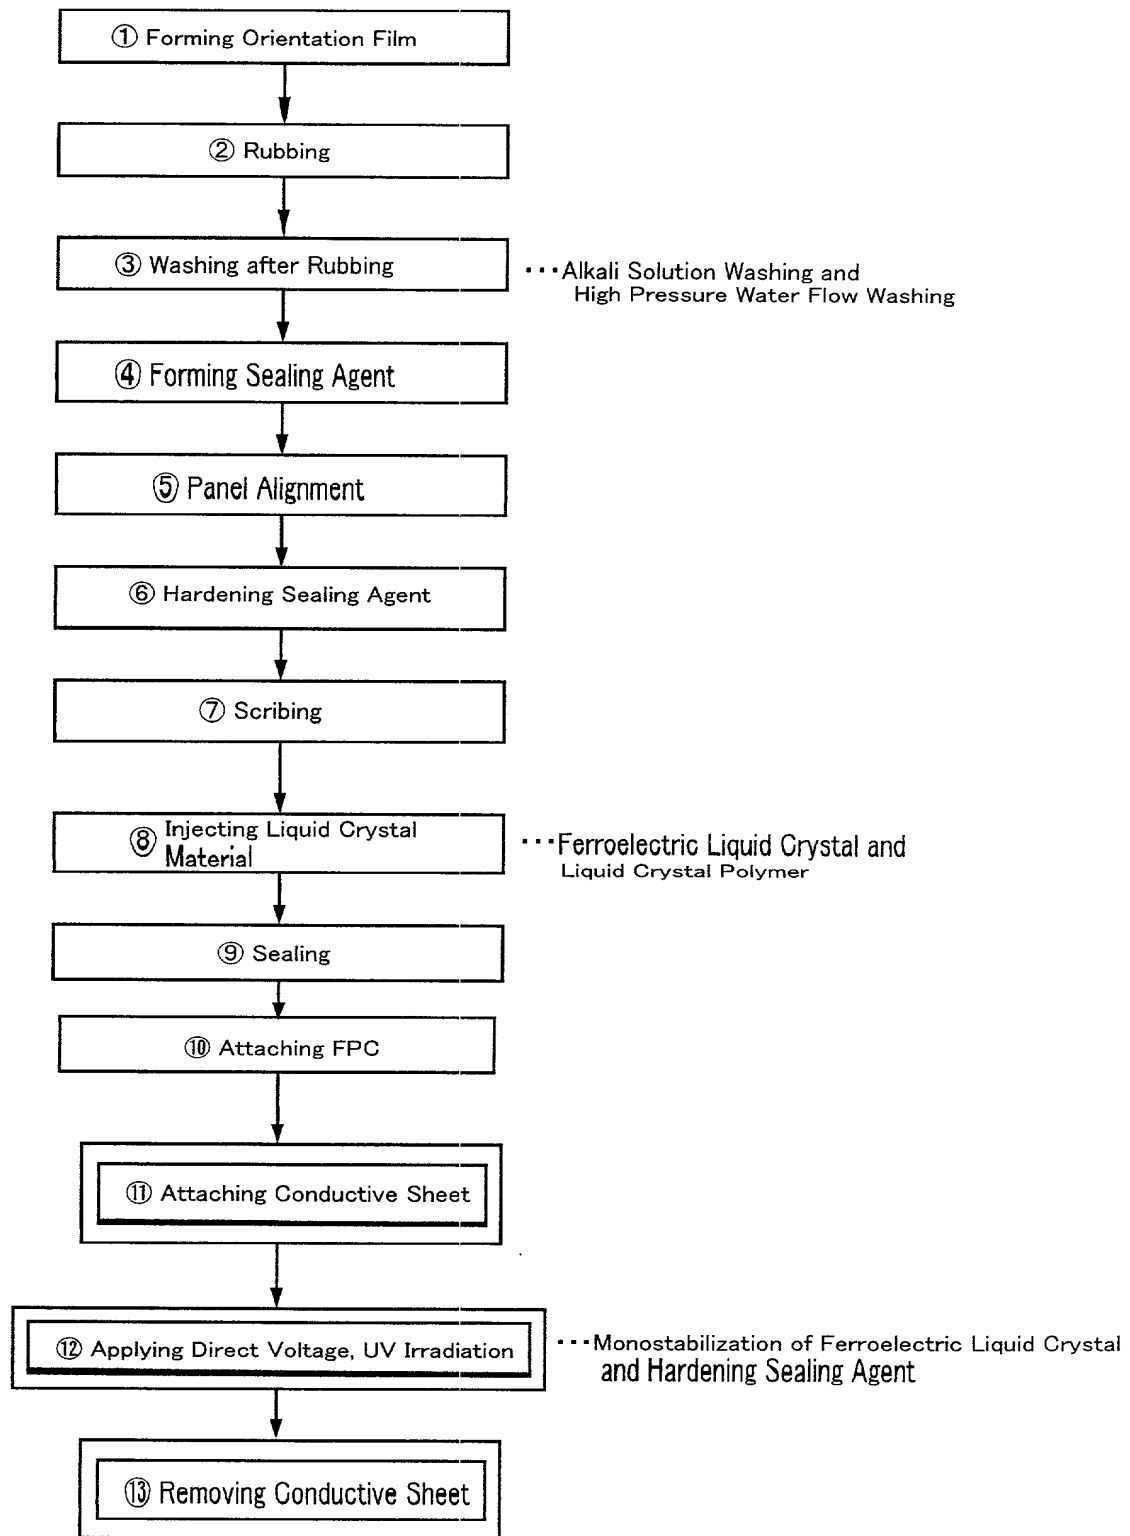 ① Forming Orientation Film
② Rubbing
③ Washing after Rubbing
･･･Alkali Solution Washing and
High Pressure Water Flow Washing
④ Forming Sealing Agent
⑤ Panel Alignment
⑥ Hardening Sealing Agent
⑦ Scribing
⑧ Injecting Liquid Crystal
Material
･･･Ferroelectric Liquid Crystal and
Liquid Crystal Polymer
⑨ Sealing
⑩ Attaching FPC
⑪ Attaching Conductive Sheet
⑫ Applying Direct Voltage, UV Irradiation
･･･Monostabilization of Ferroelectric Liquid Crystal
and Hardening Sealing Agent
⑬ Removing Conductive Sheet